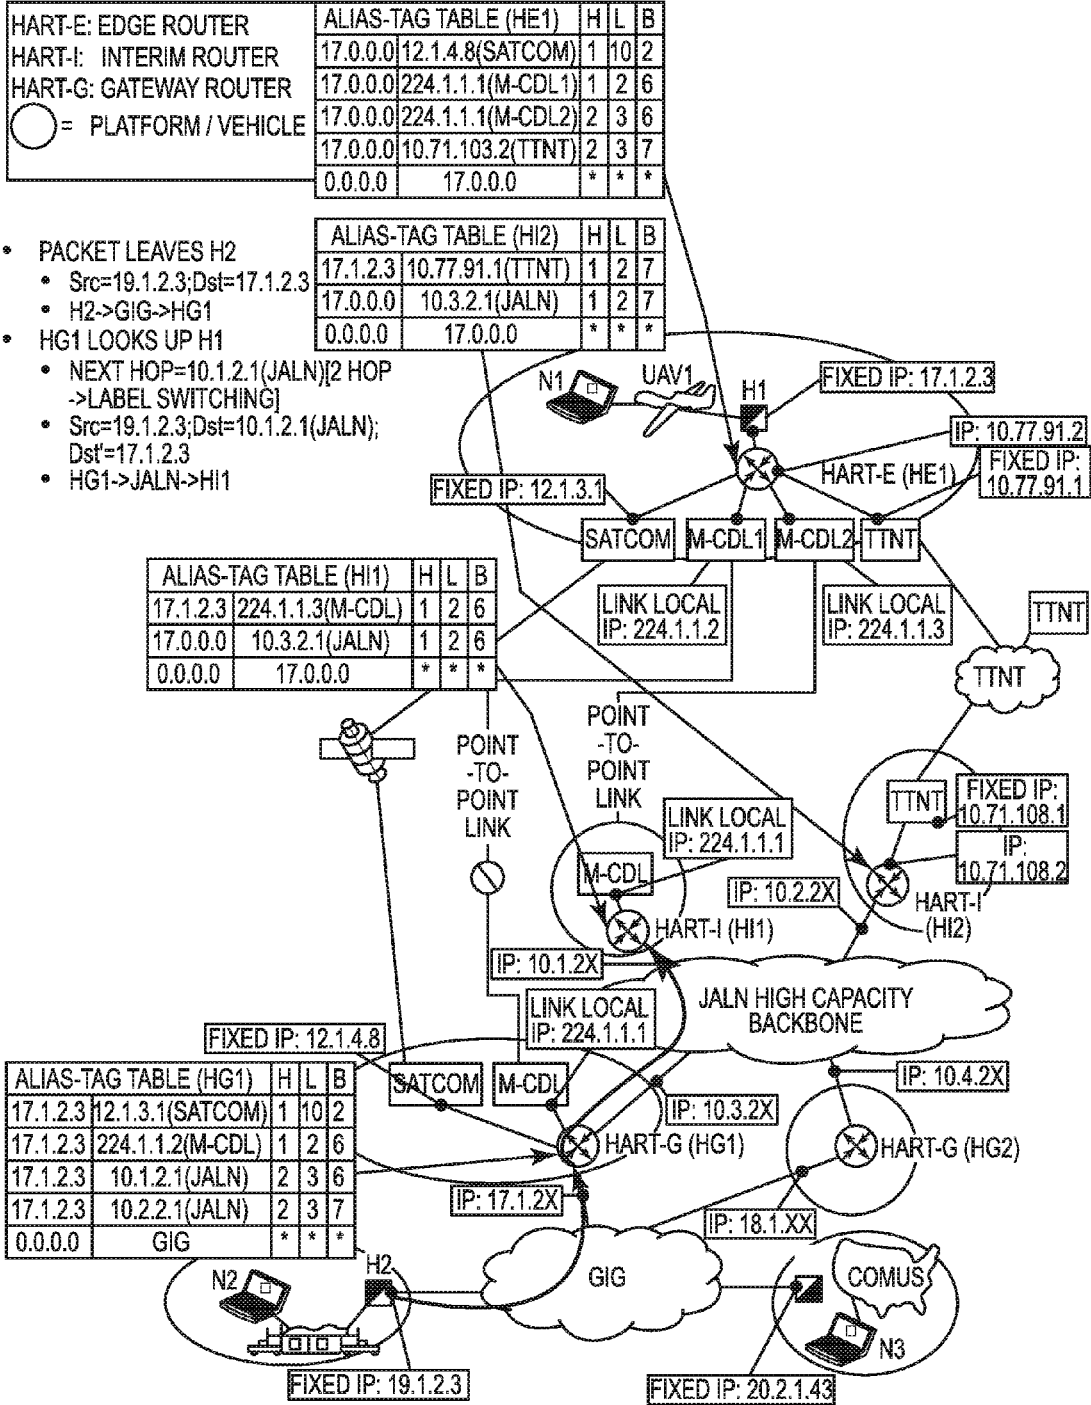 HART-E: EDGE ROUTER
HART-I: INTERIM ROUTER
HART-G: GATEWAY ROUTER
= PLATFORM / VEHICLE
ALIAS-TAG TABLE (HE1) H L B
17.0.0.0 12.1.4.8(SATCOM) 1 10 2
17.0.0.0 224.1.1.1(M-CDL1) 1 2 6
17.0.0.0 224.1.1.1(M-CDL2) 2 3 6
17.0.0.0 10.71.103.2(TTNT) 2 3 7
0.0.0.0 17.0.0.0 * * *
ALIAS-TAG TABLE (HI2) H L B
17.1.2.3 10.77.91.1(TTNT) 1 2 7
17.0.0.0 10.3.2.1(JALN) 1 2 7
0.0.0.0 17.0.0.0 * * *
• PACKET LEAVES H2
• Src=19.1.2.3;Dst=17.1.2.3
• H2->GIG->HG1
• HG1 LOOKS UP H1
• NEXT HOP=10.1.2.1(JALN)[2 HOP
->LABEL SWITCHING]
• Src=19.1.2.3;Dst=10.1.2.1(JALN);
Dst'=17.1.2.3
• HG1->JALN->HI1
N1
UAV1
H1
FIXED IP: 17.1.2.3
IP: 10.77.91.2
FIXED IP:
10.77.91.1
HART-E (HE1)
FIXED IP: 12.1.3.1
SATCOM
M-CDL1
M-CDL2
TTNT
LINK LOCAL
IP: 224.1.1.2
LINK LOCAL
IP: 224.1.1.3
TTNT
TTNT
ALIAS-TAG TABLE (HI1) H L B
17.1.2.3 224.1.1.3(M-CDL) 1 2 6
17.0.0.0 10.3.2.1(JALN) 1 2 6
0.0.0.0 17.0.0.0 * * *
POINT
-TO-
POINT
LINK
POINT
-TO-
POINT
LINK
LINK LOCAL
IP: 224.1.1.1
M-CDL
HART-I (HI1)
TTNT
FIXED IP:
10.71.108.1
IP:
10.71.108.2
IP: 10.2.2X
HART-I
(HI2)
IP: 10.1.2X
JALN HIGH CAPACITY
BACKBONE
LINK LOCAL
IP: 224.1.1.1
FIXED IP: 12.1.4.8
SATCOM
M-CDL
IP: 10.4.2X
IP: 10.3.2X
ALIAS-TAG TABLE (HG1) H L B
17.1.2.3 12.1.3.1(SATCOM) 1 10 2
17.1.2.3 224.1.1.2(M-CDL) 1 2 6
17.1.2.3 10.1.2.1(JALN) 2 3 6
17.1.2.3 10.2.2.1(JALN) 2 3 7
0.0.0.0 GIG * * *
HART-G (HG1)
HART-G (HG2)
IP: 17.1.2X
IP: 18.1.XX
N2
H2
GIG
COMUS
N3
FIXED IP: 19.1.2.3
FIXED IP: 20.2.1.43